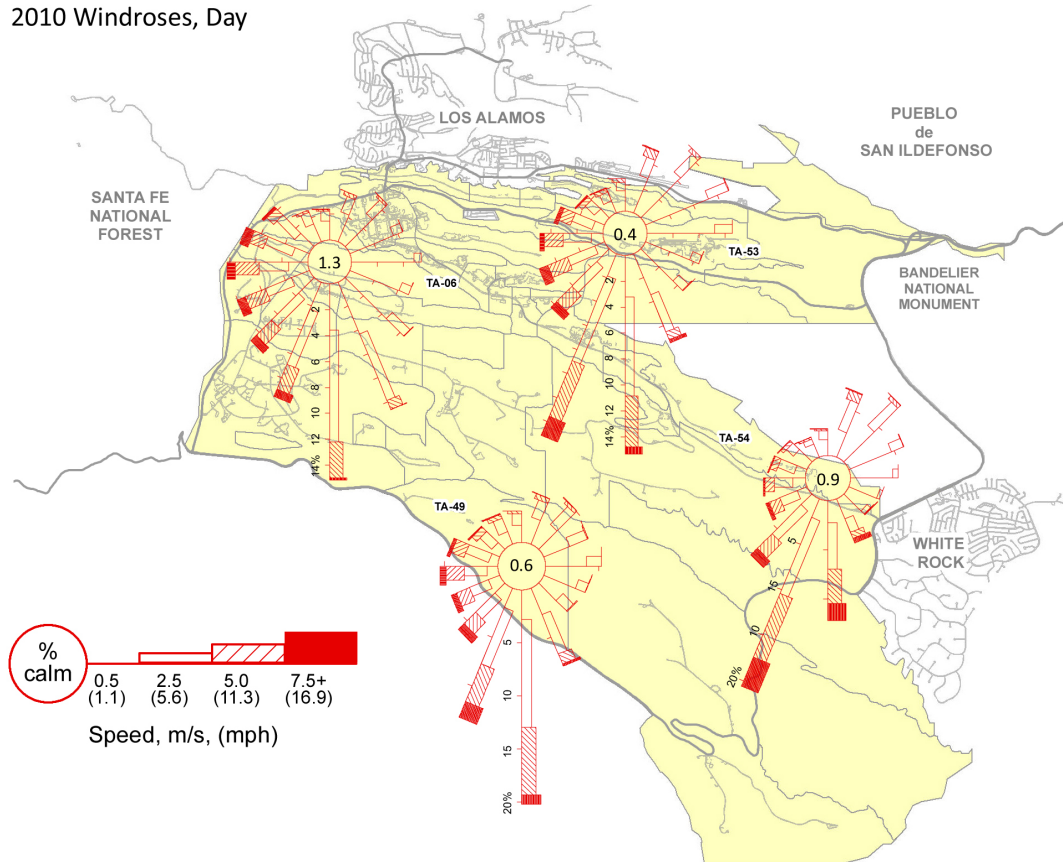 2010 Windroses, Day
LOS ALAMOS
PUEBLO
de
SAN ILDEFONSO
SANTA FE
NATIONAL
FOREST
0.4
TA-53
1.3
TA-06
BANDELIER
NATIONAL
MONUMENT
2
4
6
8
10
12
14%
2
4
6
8
10
12
14%
TA-54
0.9
5
15
10
20%
TA-49
WHITE
ROCK
0.6
5
10
15
20%
%
calm
0.5 2.5 5.0 7.5+
(1.1) (5.6) (11.3) (16.9)
Speed, m/s, (mph)